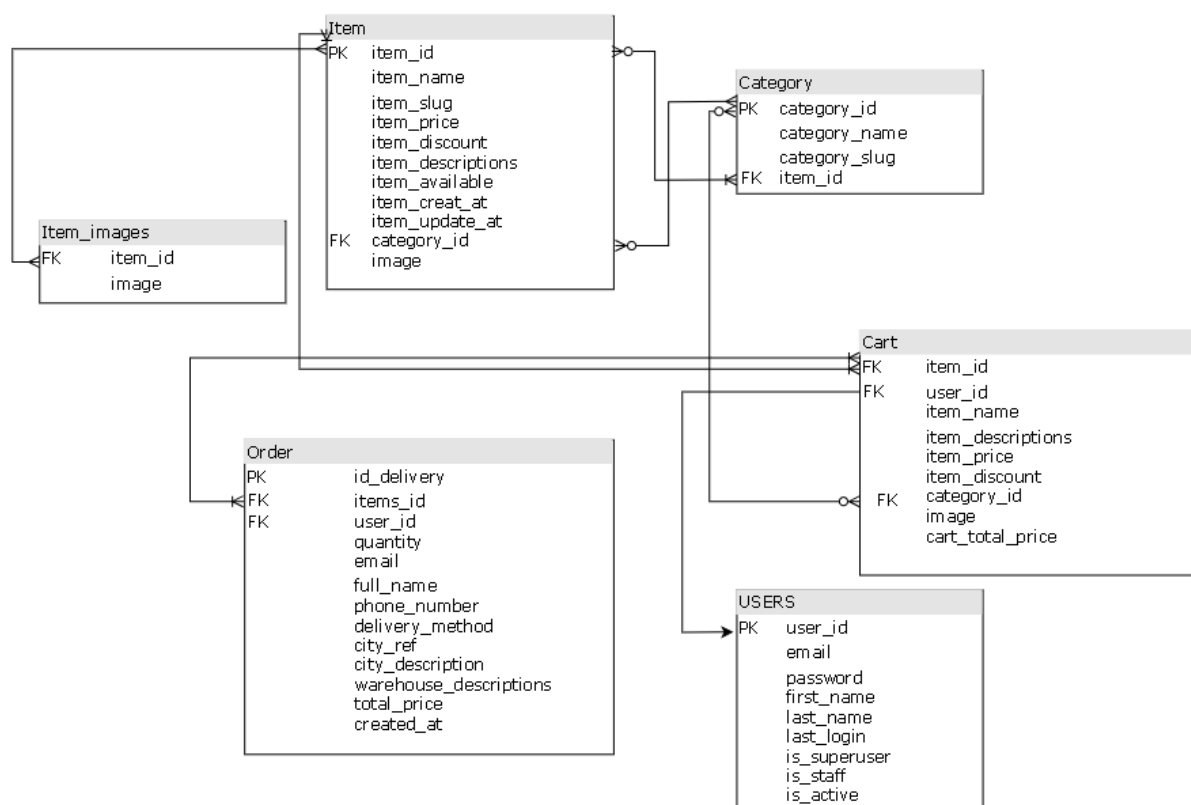 Item
PK item_id
item_name
item_slug
item_price
item_discount
item_descriptions
item_available
item_creat_at
item_update_at
FK category_id
image
Category
PK category_id
category_name
category_slug
FK item_id
Item_images
FK item_id
image
Cart
FK item_id
FK user_id
item_name
item_descriptions
item_price
item_discount
FK category_id
image
cart_total_price
Order
PK id_delivery
FK items_id
FK user_id
quantity
email
full_name
phone_number
delivery_method
city_ref
city_description
warehouse_descriptions
total_price
created_at
USERS
PK user_id
email
password
first_name
last_name
last_login
is_superuser
is_staff
is_active